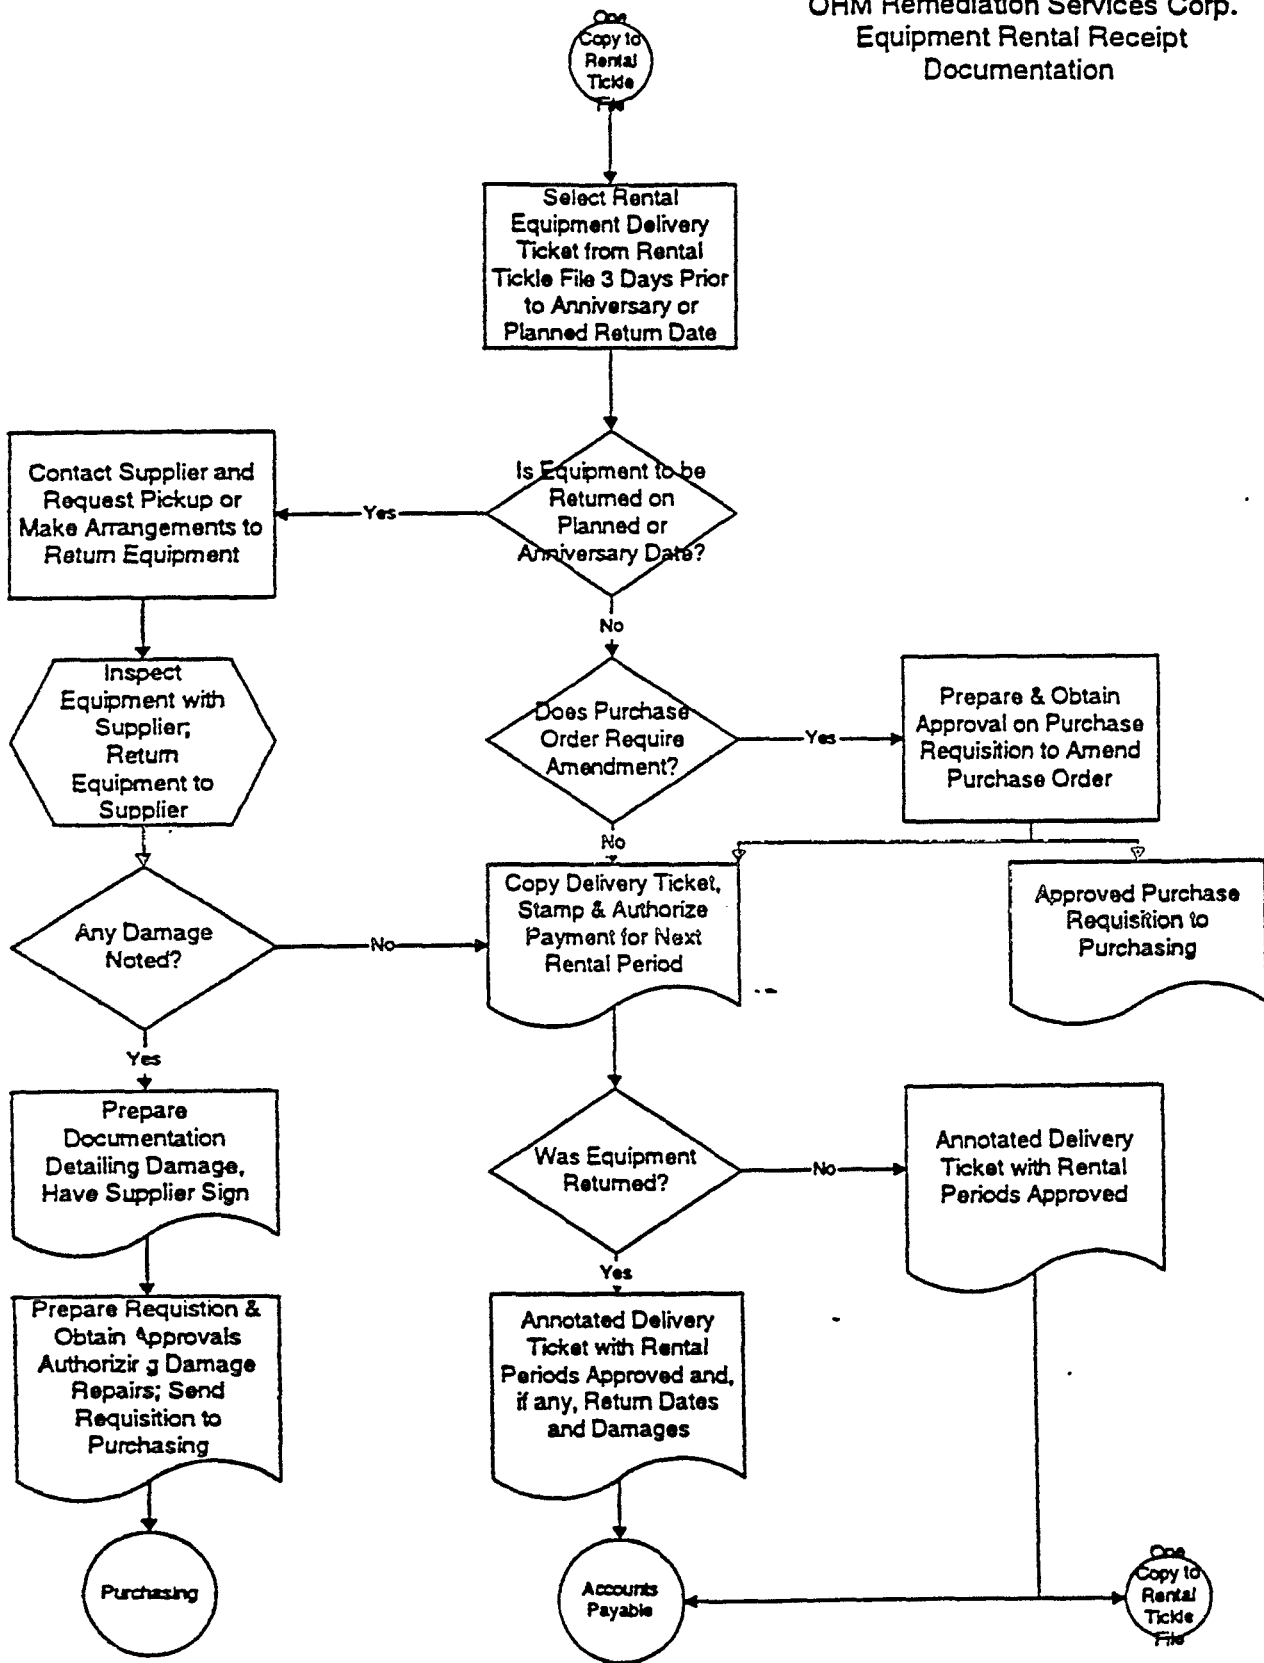 OHM Remediation Services Corp.
Equipment Rental Receipt
Documentation
One
Copy to
Rental
Tickle
File
Select Rental
Equipment Delivery
Ticket from Rental
Tickle File 3 Days Prior
to Anniversary or
Planned Return Date
Is Equipment to be
Returned on
Planned or
Anniversary Date?
Yes
Contact Supplier and
Request Pickup or
Make Arrangements to
Return Equipment
No
Inspect
Equipment with
Supplier;
Return
Equipment to
Supplier
Does Purchase
Order Require
Amendment?
Yes
Prepare & Obtain
Approval on Purchase
Requisition to Amend
Purchase Order
No
Any Damage
Noted?
No
Copy Delivery Ticket,
Stamp & Authorize
Payment for Next
Rental Period
Approved Purchase
Requisition to
Purchasing
Yes
Prepare
Documentation
Detailing Damage,
Have Supplier Sign
Was Equipment
Returned?
No
Annotated Delivery
Ticket with Rental
Periods Approved
Yes
Prepare Requistion &
Obtain Approvals
Authorizing Damage
Repairs; Send
Requisition to
Purchasing
Annotated Delivery
Ticket with Rental
Periods Approved and,
if any, Return Dates
and Damages
Purchasing
Accounts
Payable
One
Copy to
Rental
Tickle
File